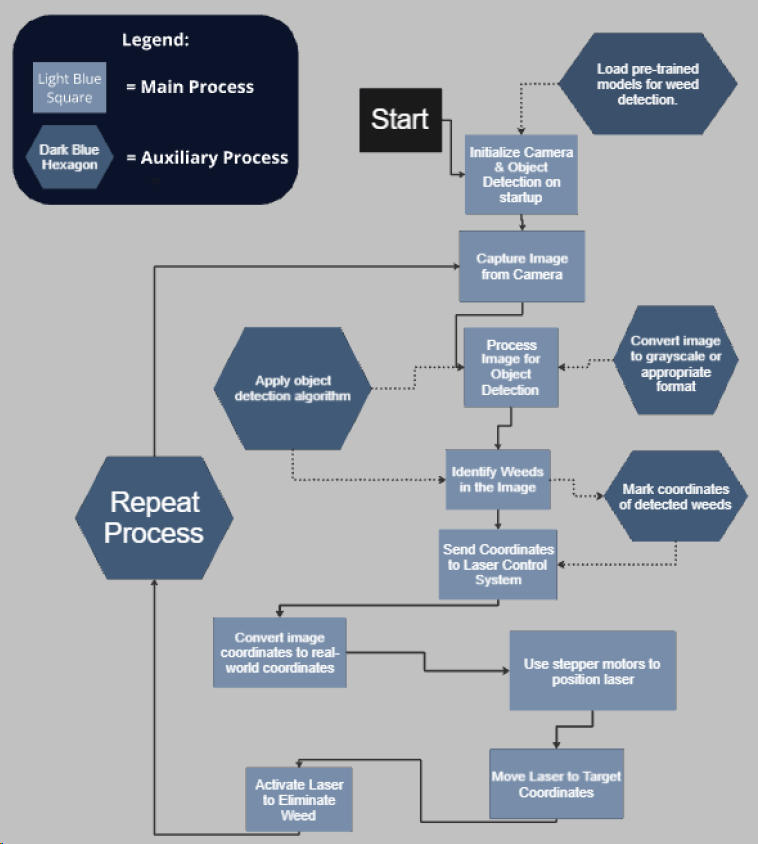 Legend:
Light Blue
Square
= Main Process
Dark Blue
Hexagon
= Auxiliary Process
Start
Load pre-trained
models for weed
detection.
Initialize Camera
& Object
Detection on
startup
Capture Image
from Camera
Process
Image for
Object
Detection
Convert image
to grayscale or
appropriate
format
Apply object
detection algorithm
Identify Weeds
in the Image
Mark coordinates
of detected weeds
Repeat
Process
Send Coordinates
to Laser Control
System
Convert image
coordinates to real-
world coordinates
Use stepper motors to
position laser
Move Laser to Target
Coordinates
Activate Laser
to Eliminate
Weed